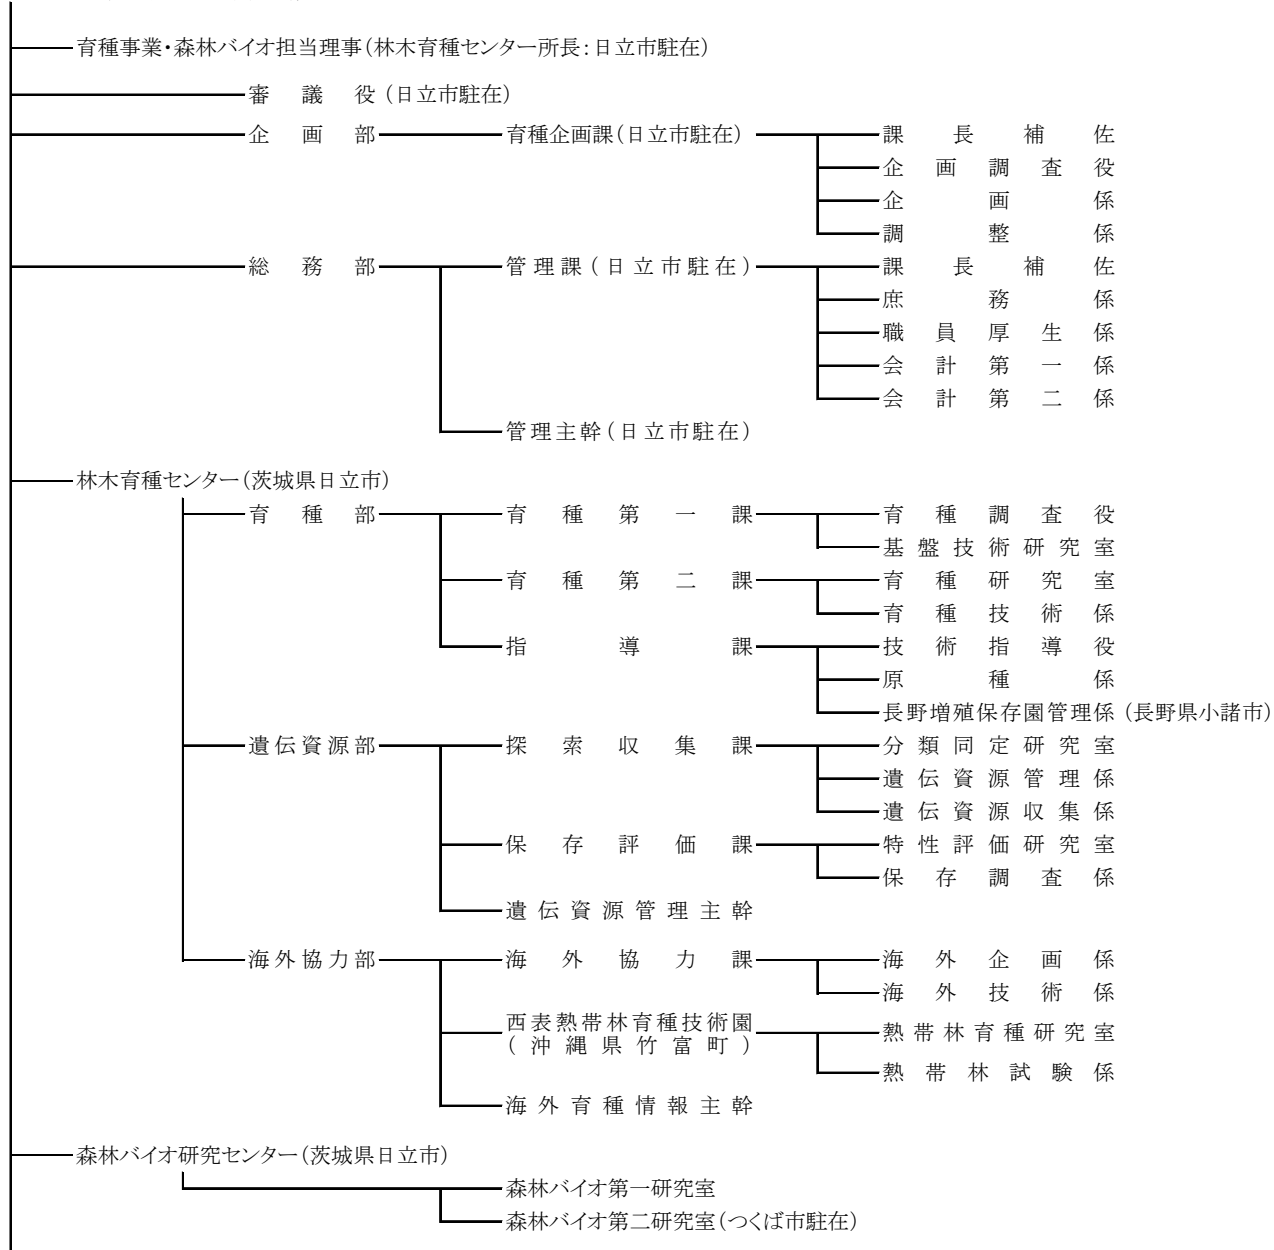 育種事業・森林バイオ担当理事(林木育種センター所長：日立市駐在)
審議役(日立市駐在)
企画部 育種企画課(日立市駐在) 課長補佐
企画調査役
企画係
調整係
総務部 管理課(日立市駐在) 課長補佐
庶務係
職員厚生係
会計第一係
会計第二係
管理主幹(日立市駐在)
林木育種センター(茨城県日立市)
育種部 育種第一課 育種調査役
基盤技術研究室
育種第二課 育種研究室
育種技術係
指導課 技術指導役
原種係
長野増殖保存園管理係(長野県小諸市)
遺伝資源部 探索収集課 分類同定研究室
遺伝資源管理係
遺伝資源収集係
保存評価課 特性評価研究室
保存調査係
遺伝資源管理主幹
海外協力部 海外協力課 海外企画係
海外技術係
西表熱帯林育種技術園
(沖縄県竹富町) 熱帯林育種研究室
熱帯林試験係
海外育種情報主幹
森林バイオ研究センター(茨城県日立市)
森林バイオ第一研究室
森林バイオ第二研究室(つくば市駐在)